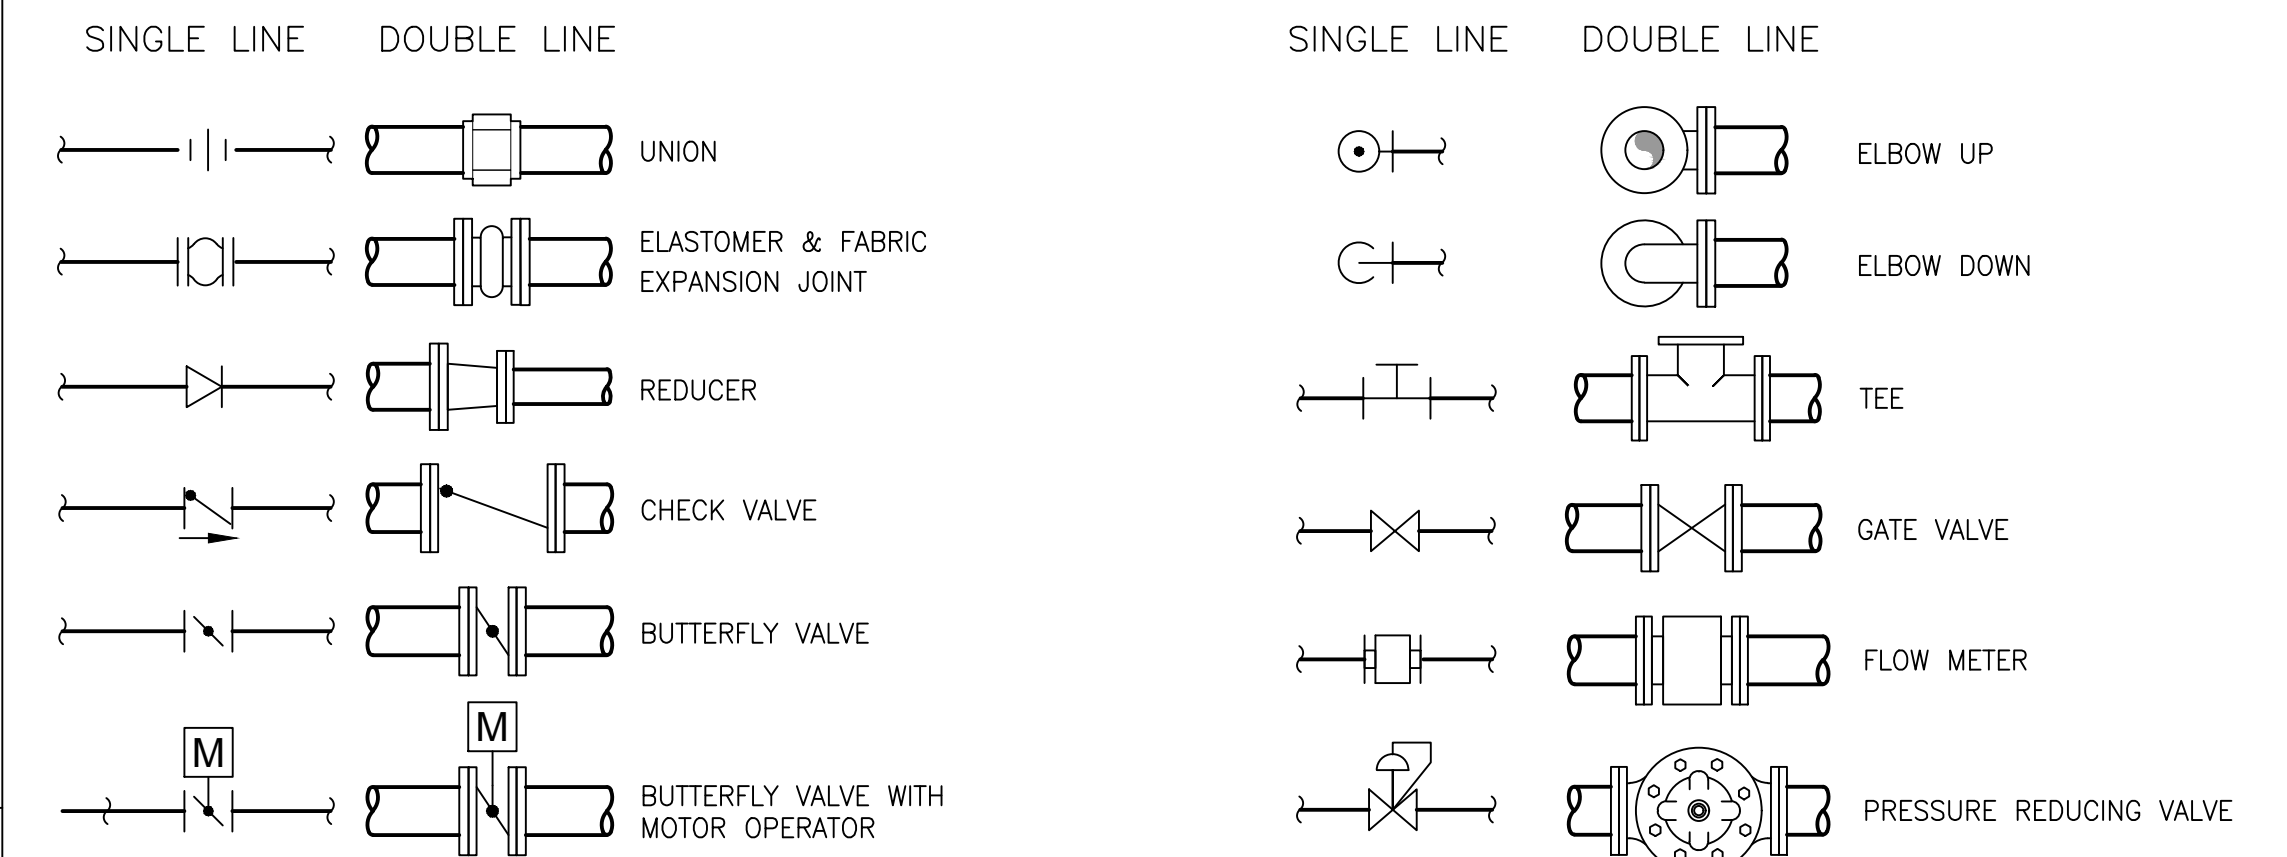 SINGLE LINE DOUBLE LINE
UNION
ELASTOMER & FABRIC
EXPANSION JOINT
REDUCER
CHECK VALVE
BUTTERFLY VALVE
M M
BUTTERFLY VALVE WITH
MOTOR OPERATOR
SINGLE LINE DOUBLE LINE
ELBOW UP
ELBOW DOWN
TEE
GATE VALVE
FLOW METER
PRESSURE REDUCING VALVE